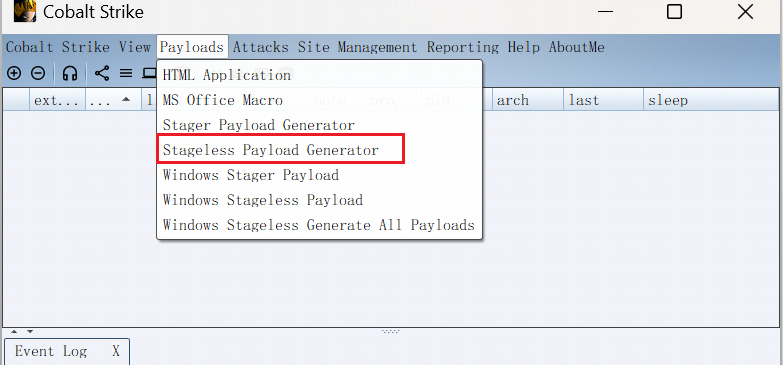 Cobalt Strike
Cobalt Strike View Payloads Attacks Site Management Reporting Help AboutMe
HTML Application
MS Office Macro
Stager Payload Generator
Stageless Payload Generator
Windows Stager Payload
Windows Stageless Payload
Windows Stageless Generate All Payloads
ext... ... arch last sleep
Event Log X